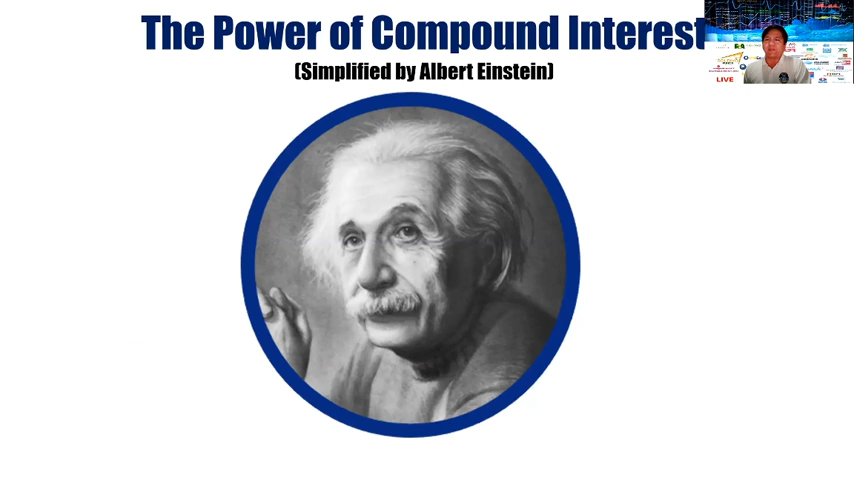 The Power of Compound Interest
(Simplified by Albert Einstein)
LIVE